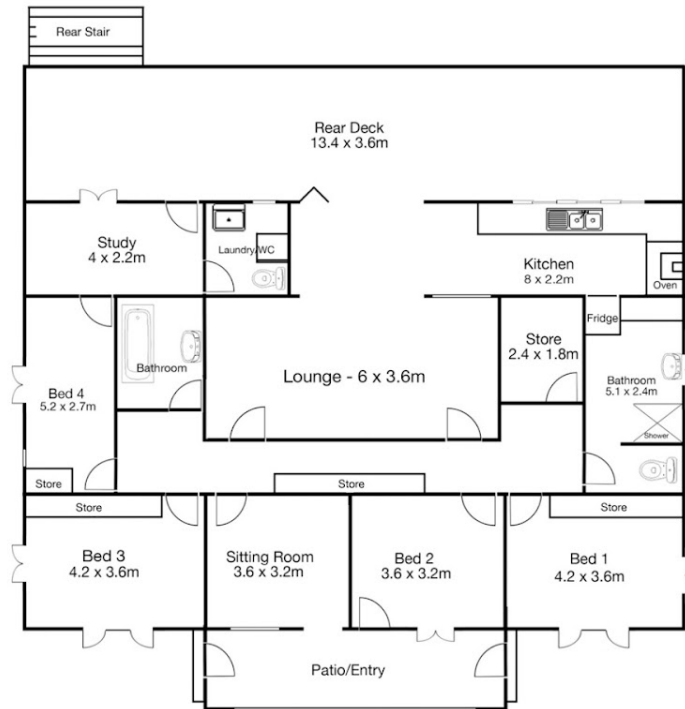 Rear Stair
Rear Deck
13.4 x 3.6m
Study
4 x 2.2m
Laundry/WC
Kitchen
8 x 2.2m
Oven
Fridge
Store
2.4 x 1.8m
Bathroom
Lounge - 6 x 3.6m
Bathroom
5.1 x 2.4m
Bed 4
5.2 x 2.7m
Shower
Store
Store
Store
Store
Bed 3
4.2 x 3.6m
Sitting Room
3.6 x 3.2m
Bed 2
3.6 x 3.2m
Bed 1
4.2 x 3.6m
Patio/Entry